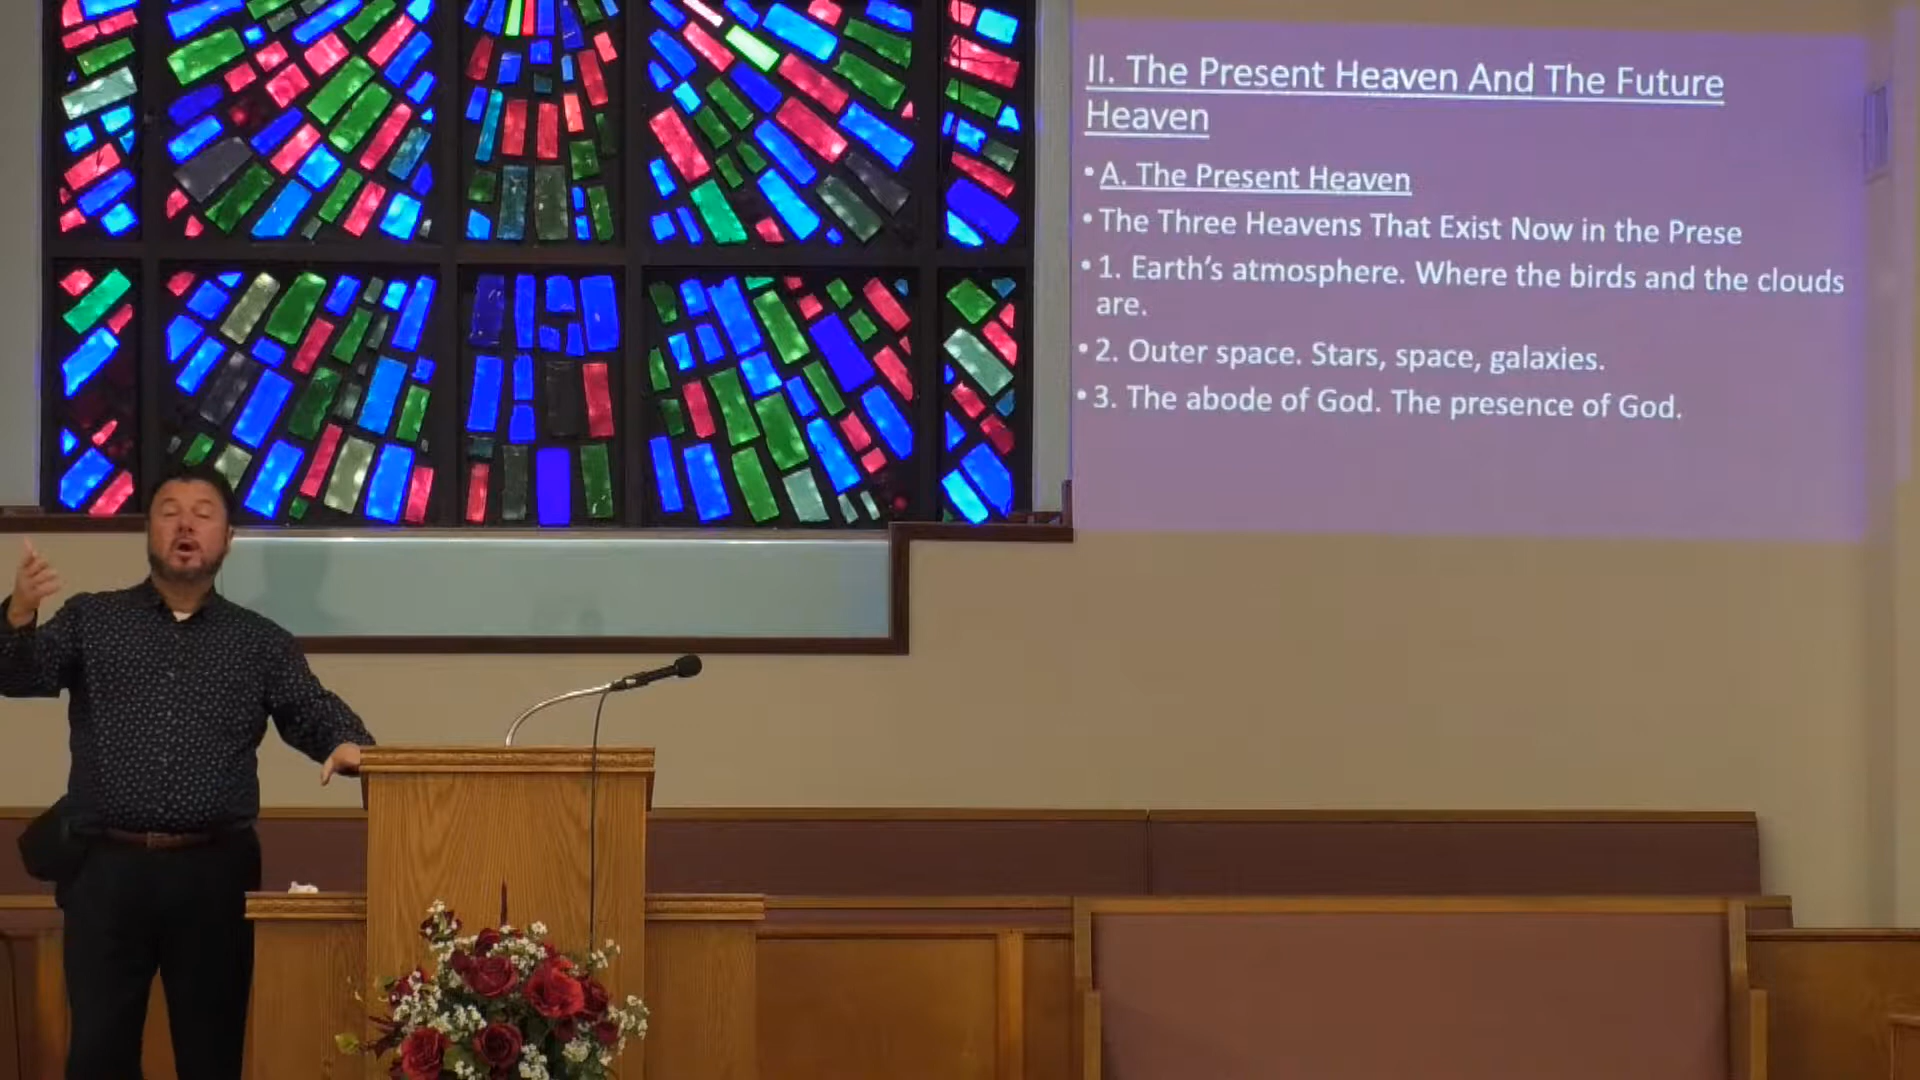 II. The Present Heaven And The Future
Heaven
• A. The Present Heaven
• The Three Heavens That Exist Now in the Prese
• 1. Earth’s atmosphere. Where the birds and the clouds
are.
• 2. Outer space. Stars, space, galaxies.
• 3. The abode of God. The presence of God.